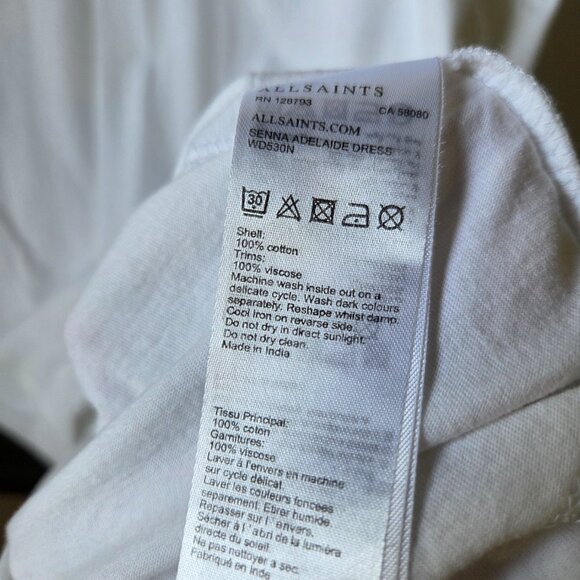 ALLSAINTS
RN 128793 CA 58080
ALLSAINTS.COM
SENNA ADELAIDE DRESS
WD530N
30
Shell:
100% cotton
Trims:
100% viscose
Machine wash inside out on a
delicate cycle. Wash dark colours
separately. Reshape whilst damp.
Cool Iron on reverse side.
Do not dry in direct sunlight.
Do not dry clean.
Made in India
Tissu Principal:
100% coton
Garnitures:
100% viscose
Laver à l'envers en machine
sur cycle délicat
Laver les couleurs foncées
separement. Etirer humide.
Repasser sur l'envers.
Sécher à l'abri de la lumiéra
directe du soleil.
Ne pas nettoyer a sec.
Fabriqué en Inde